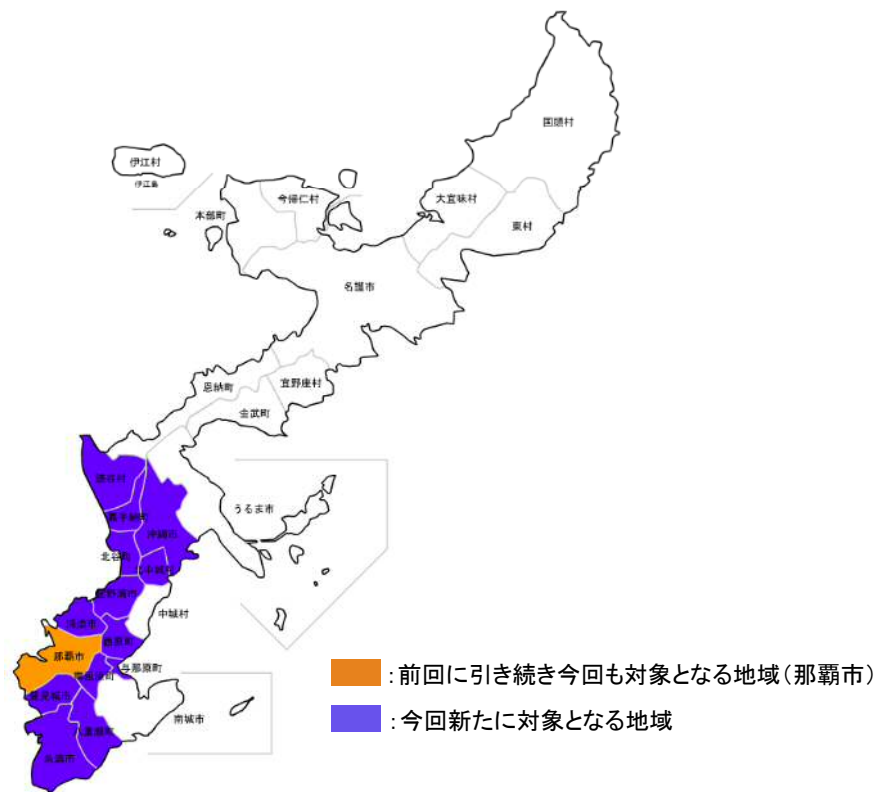 国頭村
伊江村
伊江島
今帰仁村
大宜味村
本部町
東村
名護市
恩納町
宜野座村
金武町
読谷村
うるま市
嘉手納町
沖縄市
北谷町
北中城村
宜野湾市
中城村
浦添市
西原町
那覇市
与那原町
南風原町
豊見城市
南城市
八重瀬町
糸満市
:前回に引き続き今回も対象となる地域(那覇市)
:今回新たに対象となる地域